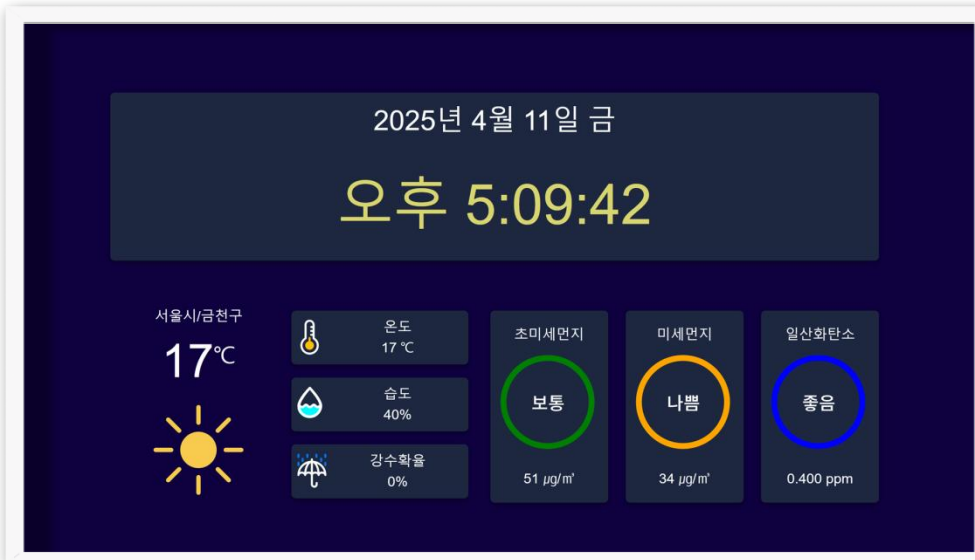 2025년 4월 11일 금
오후 5:09:42
서울시/금천구
17℃
온도
17 ℃
습도
40%
강수확율
0%
초미세먼지
보통
51 μg/㎥
미세먼지
나쁨
34 μg/㎥
일산화탄소
좋음
0.400 ppm